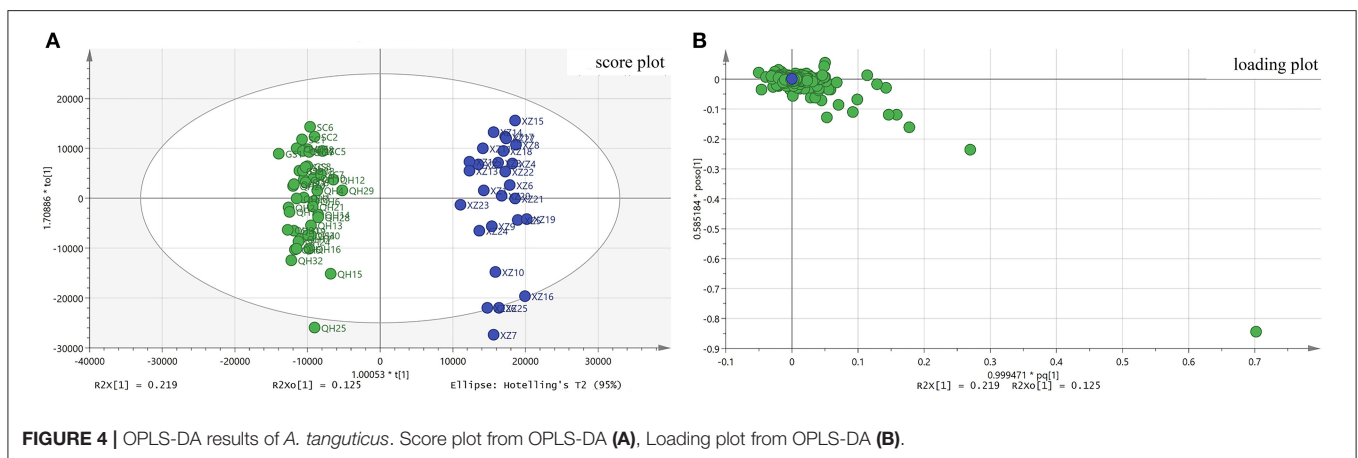 A
score plot
20000
10000
0
-10000
-20000
-30000
1.70886 * to[1]
SC6
SC2
SC5
QH12
QH29
QH28
QH13
QH16
QH32
QH15
QH25
XZ15
XZ14
XZ8
XZ18
XZ4
XZ13
XZ22
XZ6
XZ21
XZ23
XZ19
XZ9
XZ24
XZ10
XZ16
XZ25
XZ7
-40000 -30000 -20000 -10000 0 10000 20000 30000
1.00053 * t[1]
R2X[1] = 0.219 R2Xo[1] = 0.125 Ellipse: Hotelling's T2 (95%)
B
loading plot
0
-0.1
-0.2
-0.3
-0.4
-0.5
-0.6
-0.7
-0.8
-0.9
0.585184 * poso[1]
-0.1 0 0.1 0.2 0.3 0.4 0.5 0.6 0.7
0.999471 * pq[1]
R2X[1] = 0.219 R2Xo[1] = 0.125
FIGURE 4 | OPLS-DA results of A. tanguticus. Score plot from OPLS-DA (A), Loading plot from OPLS-DA (B).